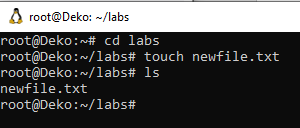 root@Deko: ~/labs
root@Deko:~# cd labs
root@Deko:~/labs# touch newfile.txt
root@Deko:~/labs# ls
newfile.txt
root@Deko:~/labs#